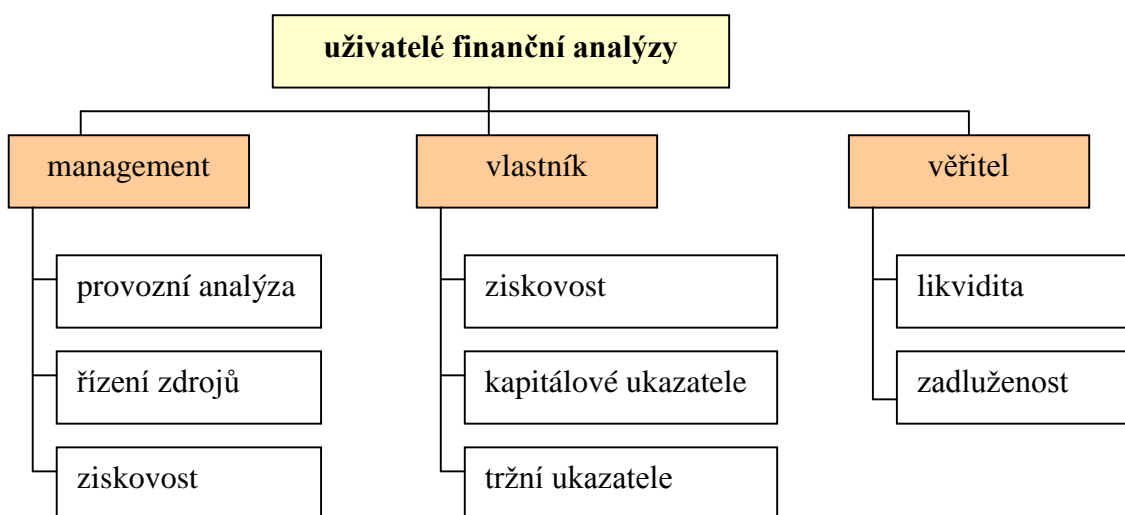 uživatelé finanční analýzy
management
vlastník
věřitel
provozní analýza
ziskovost
likvidita
řízení zdrojů
kapitálové ukazatele
zadluženost
ziskovost
tržní ukazatele